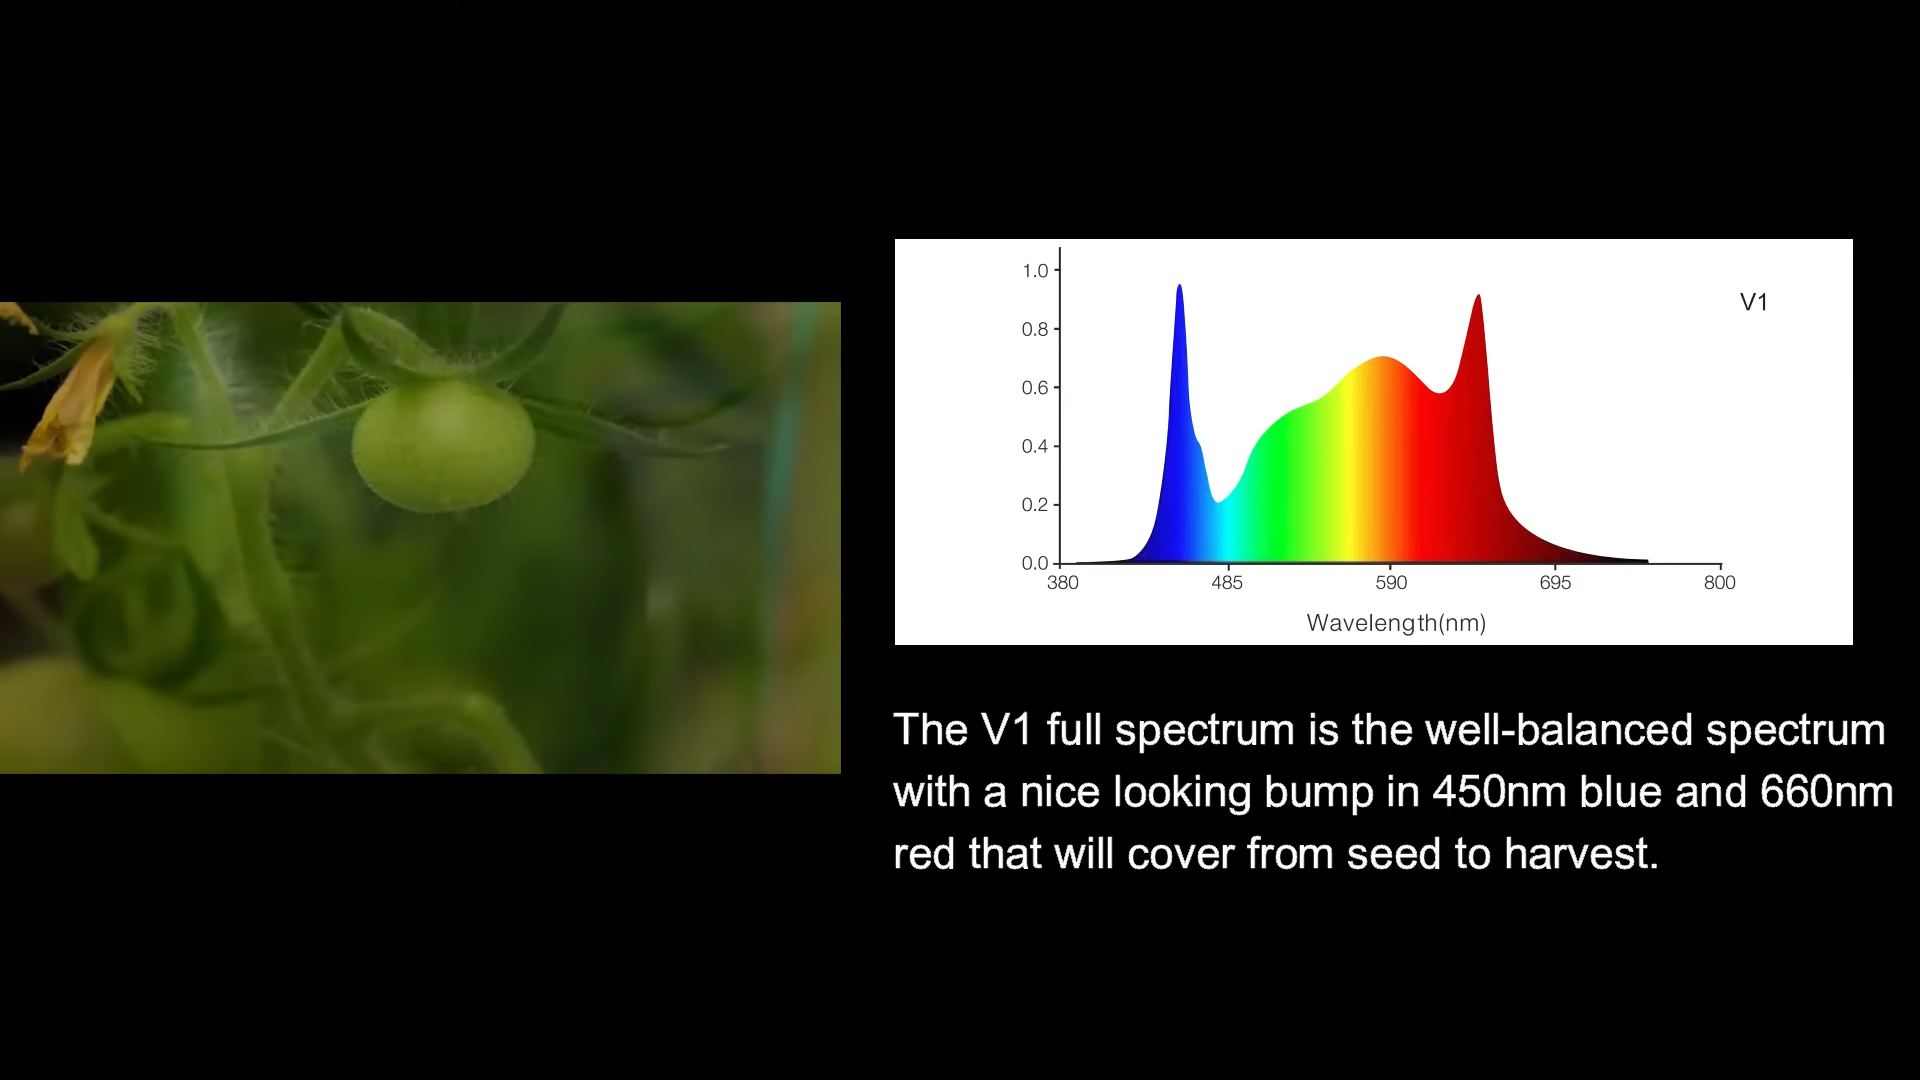 1.0
V1
0.8
0.6
0.4
0.2
0.0
380 485 590 695 800
Wavelength(nm)
The V1 full spectrum is the well-balanced spectrum
with a nice looking bump in 450nm blue and 660nm
red that will cover from seed to harvest.